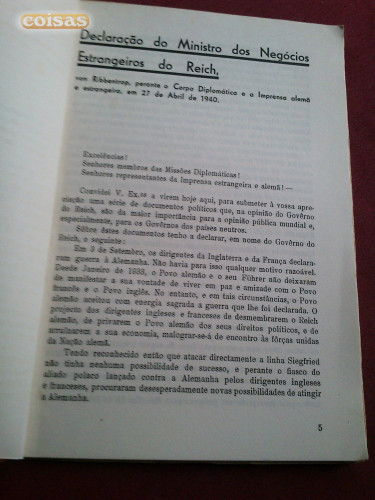 coisas
Declaração do Ministro dos Negócios
Estrangeiros do Reich,
von Ribbentrop, perante o Corpo Diplomático e a Imprensa alemã
e estrangeira, em 27 de Abril de 1940.
Excelências!
Senhores membros das Missões Diplomáticas!
Senhores representantes da Imprensa estrangeira e alemã!—
Convidei V. Ex.as a virem hoje aqui, para submeter à vossa apre-
ciação uma série de documentos políticos que, na opinião do Govêrno
do Reich, são da maior importância para a opinião pública mundial e,
especialmente, para os Governos dos países neutros.
Sôbre êstes documentos tenho a declarar, em nome do Govêrno do
Reich, o seguinte:
Em 3 de Setembro, os dirigentes da Inglaterra e da França declara-
ram guerra à Alemanha. Não havia para isso qualquer motivo razoável.
Desde Janeiro de 1933, o Povo alemão e o seu Führer não deixaram
de manifestar a sua vontade de viver em paz e amizade com o Povo
francês e o Povo inglês. No entanto, em tais circunstâncias, o Povo
alemão aceitou com energia sagrada a guerra que lhe foi declarada. O
projecto dos dirigentes ingleses e franceses de desmembrarem o Reich
alemão, de privarem o Povo alemão dos seus direitos políticos, e de
arruïnarem a sua economia, malograr-se-á de encontro às fôrças unidas
da Nação alemã.
Tendo reconhecido então que atacar directamente a linha Siegfried
não tinha nenhuma possibilidade de sucesso, e perante o fiasco do
aliado polaco lançado contra a Alemanha pelos dirigentes ingleses
e franceses, procuraram desesperadamente novas possibilidades de atingir
a Alemanha.
5